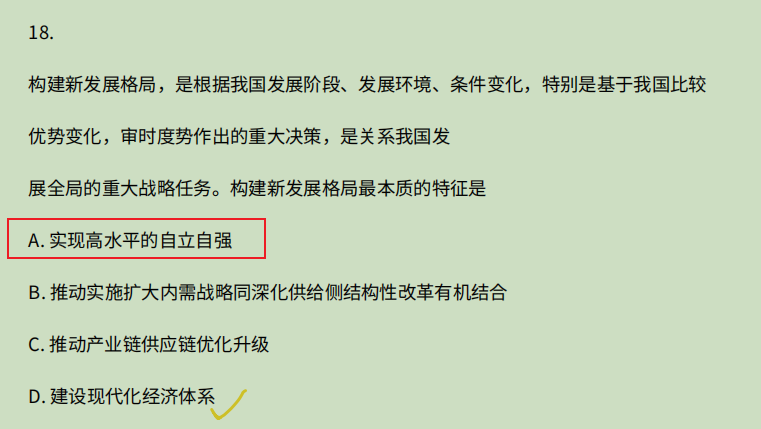 18.
构建新发展格局，是根据我国发展阶段、发展环境、条件变化，特别是基于我国比较
优势变化，审时度势作出的重大决策，是关系我国发
展全局的重大战略任务。构建新发展格局最本质的特征是
A. 实现高水平的自立自强
B. 推动实施扩大内需战略同深化供给侧结构性改革有机结合
C. 推动产业链供应链优化升级
D. 建设现代化经济体系